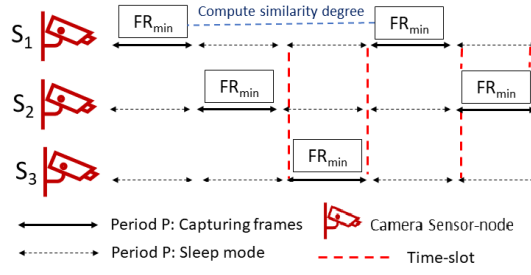 S1 FRmin Compute similarity degree FRmin
S2 FRmin FRmin
S3 FRmin
Period P: Capturing frames Camera Sensor-node
Period P: Sleep mode Time-slot